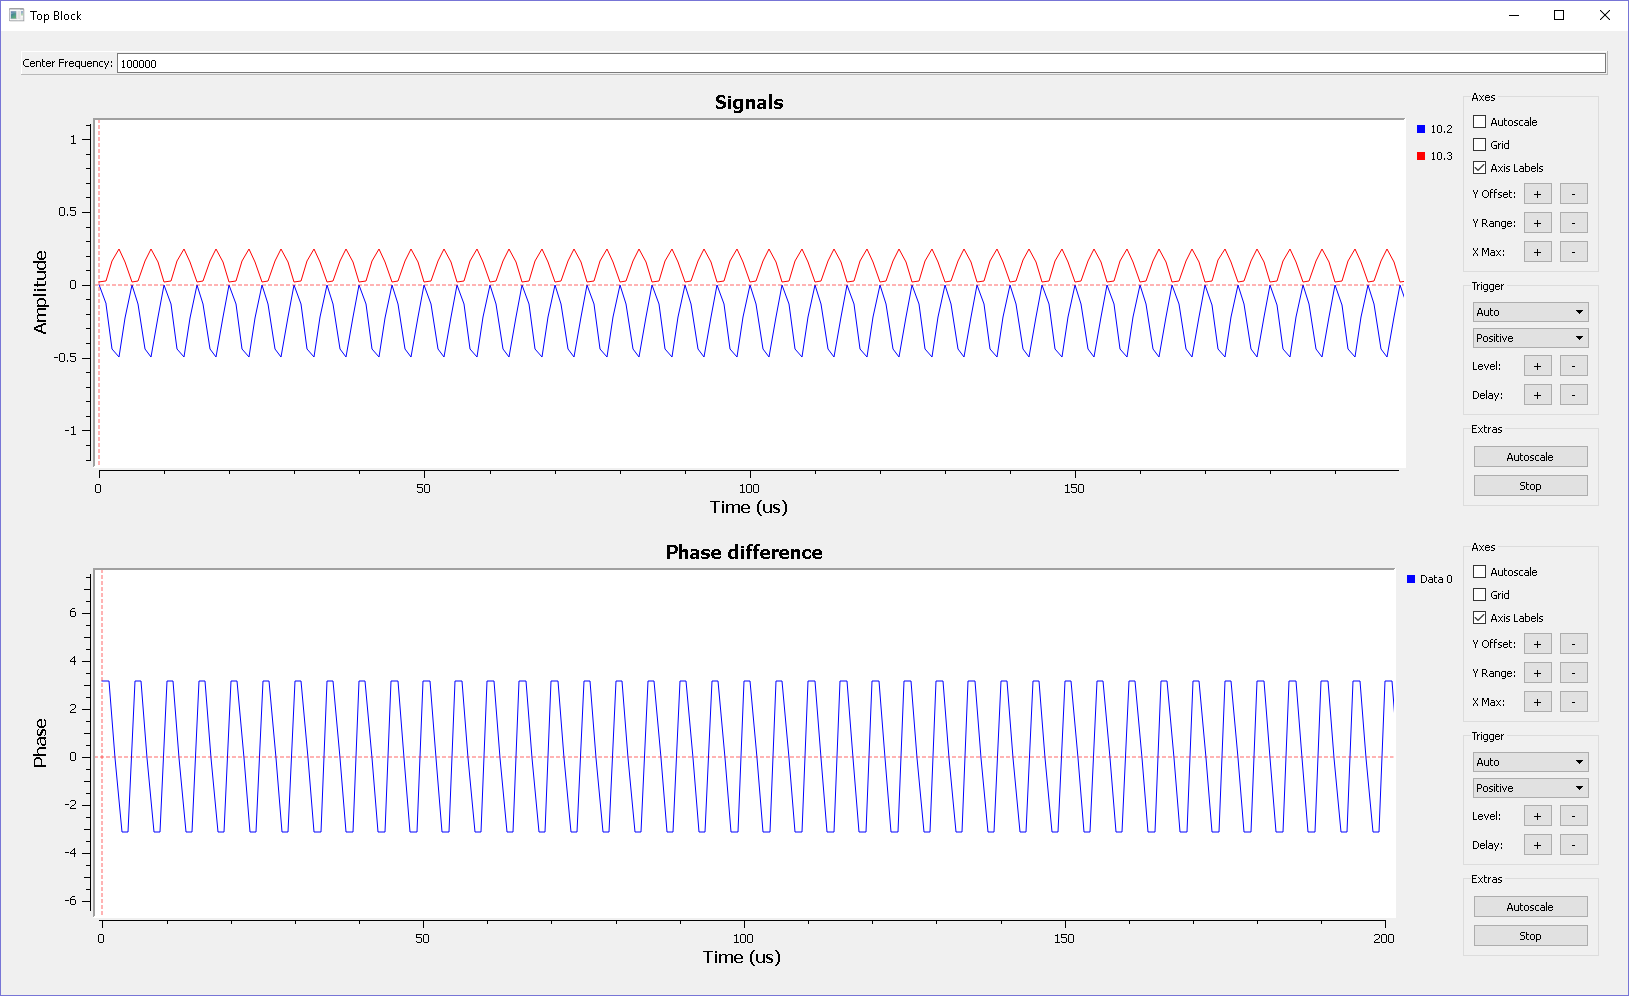 Top Block
Center Frequency: 100000
Signals
1
0.5
0
-0.5
-1
Amplitude
0 50 100 150
Time (us)
10.2
10.3
Axes
Autoscale
Grid
Axis Labels
Y Offset: + -
Y Range: + -
X Max: + -
Trigger
Auto
Positive
Level: + -
Delay: + -
Extras
Autoscale
Stop
Phase difference
6
4
2
0
-2
-4
-6
Phase
0 50 100 150 200
Time (us)
Data 0
Axes
Autoscale
Grid
Axis Labels
Y Offset: + -
Y Range: + -
X Max: + -
Trigger
Auto
Positive
Level: + -
Delay: + -
Extras
Autoscale
Stop